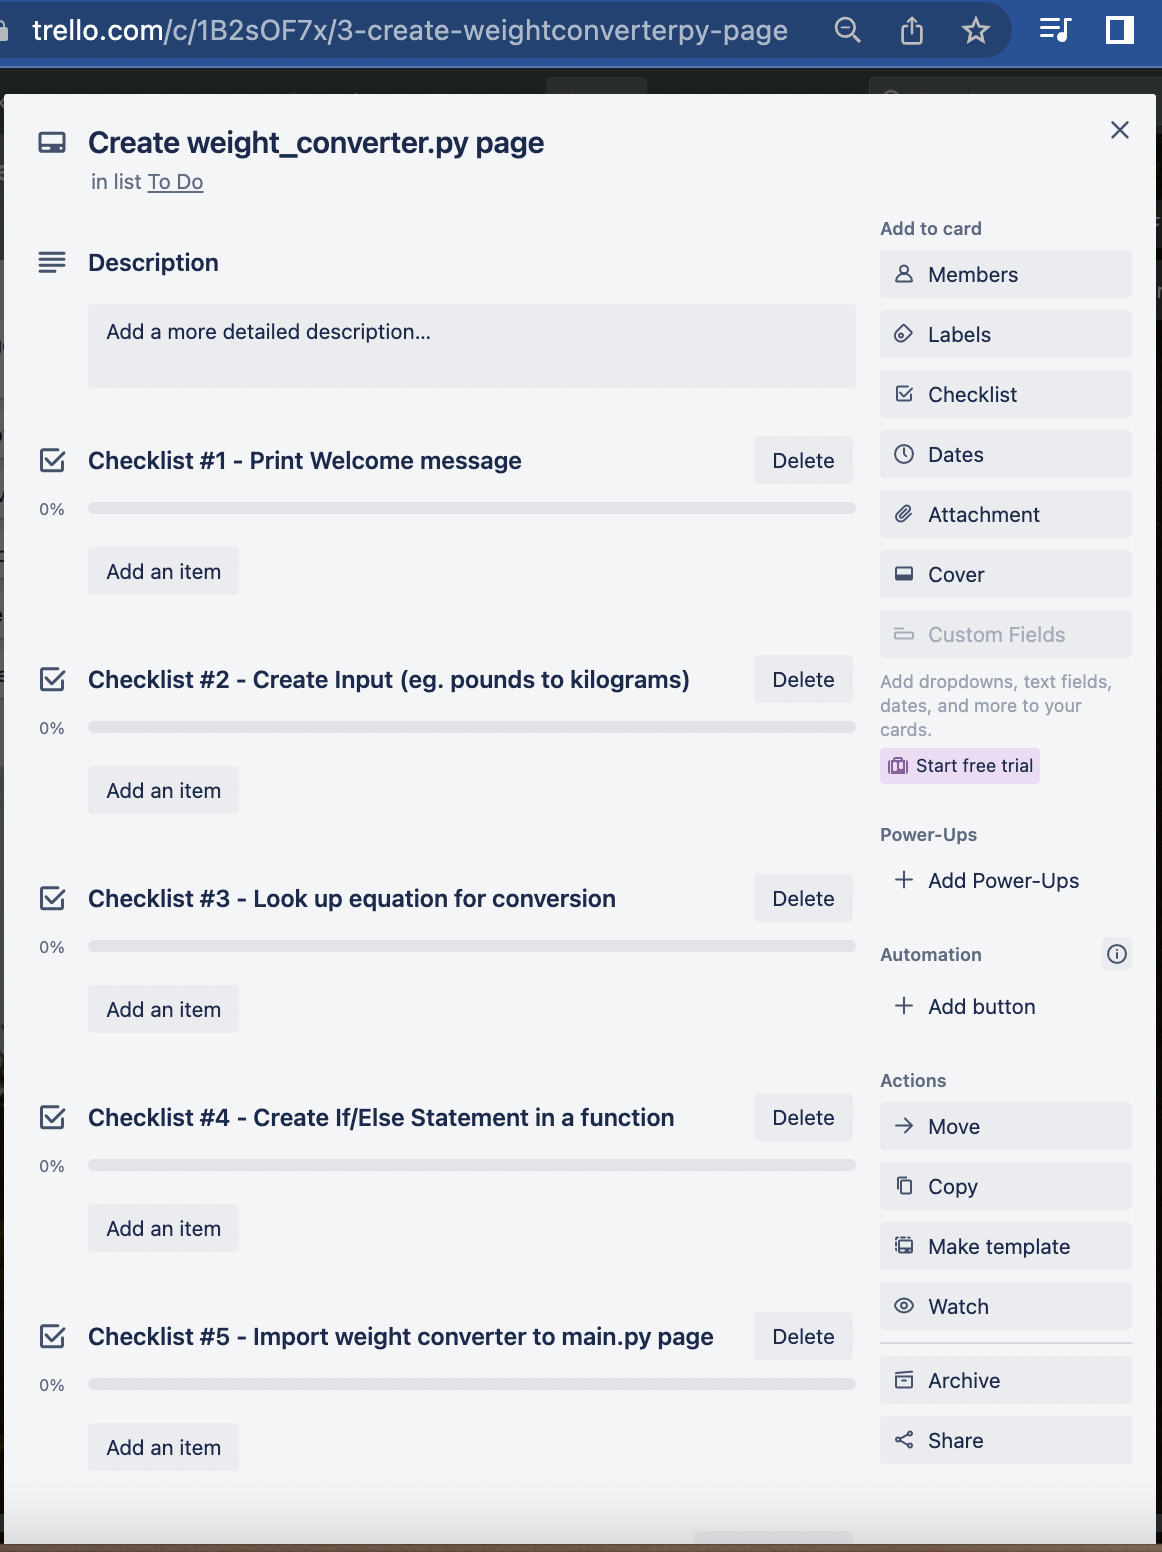 trello.com/c/1B2sOF7x/3-create-weightconverterpy-page
Create weight_converter.py page
in list To Do
Description
Add a more detailed description...
Checklist #1 - Print Welcome message
Delete
0%
Add an item
Checklist #2 - Create Input (eg. pounds to kilograms)
Delete
0%
Add an item
Checklist #3 - Look up equation for conversion
Delete
0%
Add an item
Checklist #4 - Create If/Else Statement in a function
Delete
0%
Add an item
Checklist #5 - Import weight converter to main.py page
Delete
0%
Add an item
Add to card
Members
Labels
Checklist
Dates
Attachment
Cover
Custom Fields
Add dropdowns, text fields,
dates, and more to your
cards.
Start free trial
Power-Ups
Add Power-Ups
Automation
Add button
Actions
Move
Copy
Make template
Watch
Archive
Share